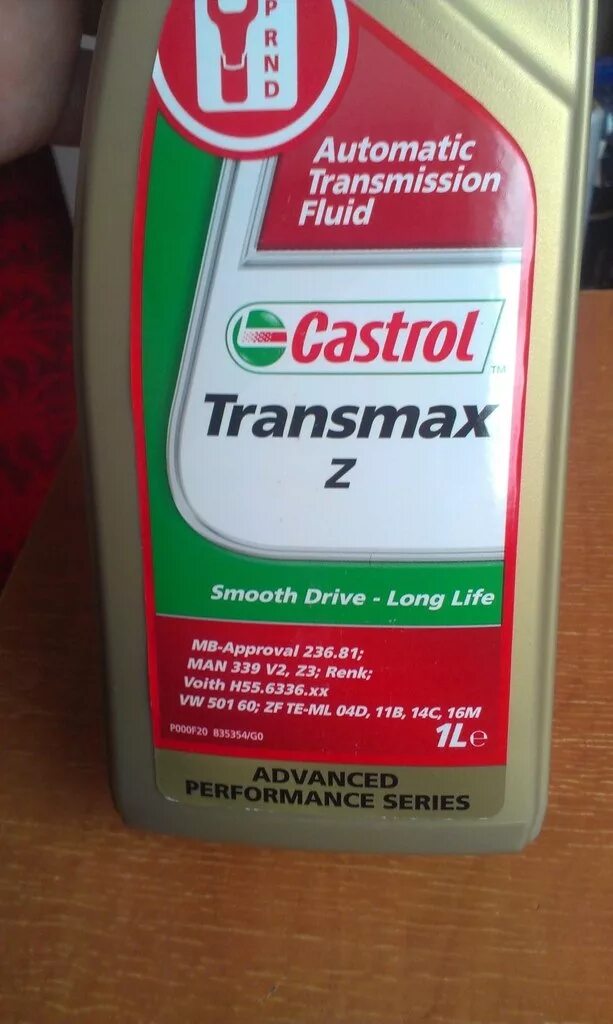 P
R
N
D
Automatic
Transmission
Fluid
Castrol
TM
Transmax
Z
Smooth Drive - Long Life
MB-Approval 236.81;
MAN 339 V2, Z3; Renk;
Voith H55.6336.xx
VW 501 60; ZF TE-ML 04D, 11B, 14C, 16M
P000F20 835354/G0
1L℮
ADVANCED
PERFORMANCE SERIES